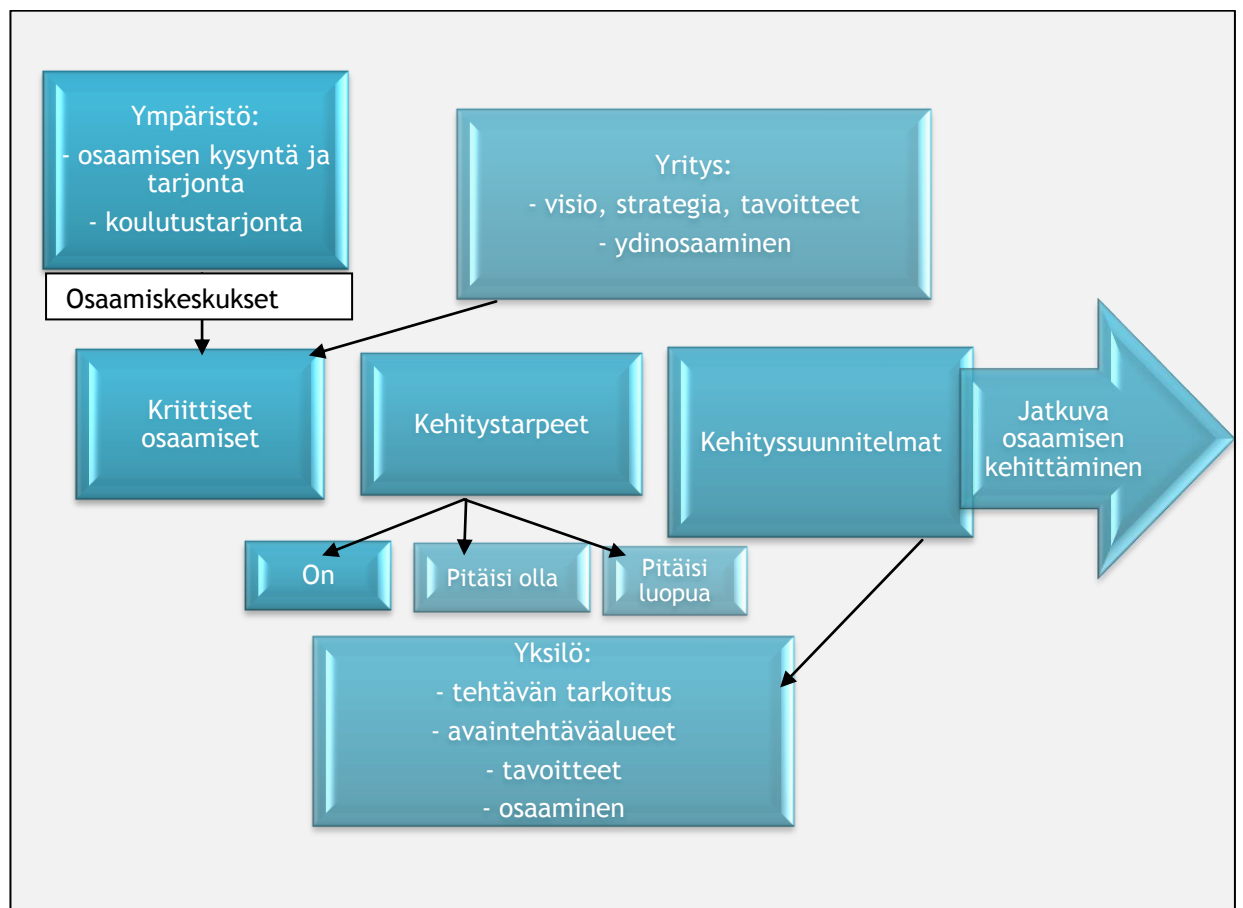 Ympäristö:
- osaamisen kysyntä ja
tarjonta
- koulutustarjonta
Yritys:
- visio, strategia, tavoitteet
- ydinosaaminen
Osaamiskeskukset
Kriittiset
osaamiset
Kehitystarpeet
Kehityssuunnitelmat
Jatkuva
osaamisen
kehittäminen
On
Pitäisi olla
Pitäisi
luopua
Yksilö:
- tehtävän tarkoitus
- avaintehtäväalueet
- tavoitteet
- osaaminen